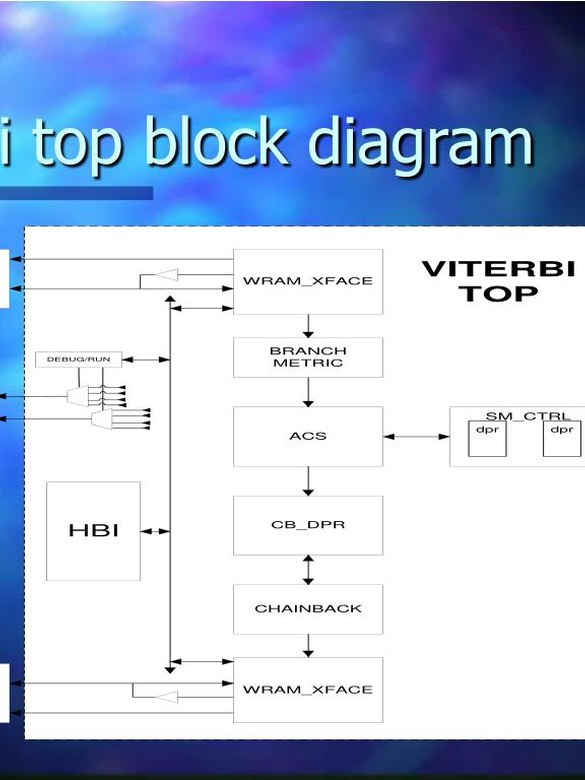 i top block diagram
VITERBI
TOP
WRAM_XFACE
BRANCH
METRIC
DEBUG/RUN
ACS
SM_CTRL
dpr
dpr
HBI
CB_DPR
CHAINBACK
WRAM_XFACE